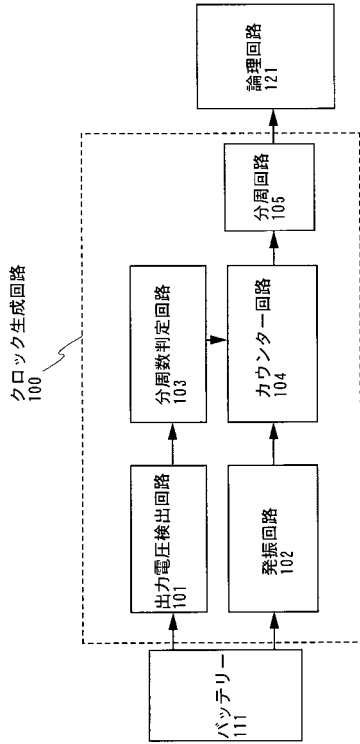 クロック生成回路
100
バッテリー
111
出力電圧検出回路
101
分周数判定回路
103
発振回路
102
カウンター回路
104
分周回路
105
論理回路
121